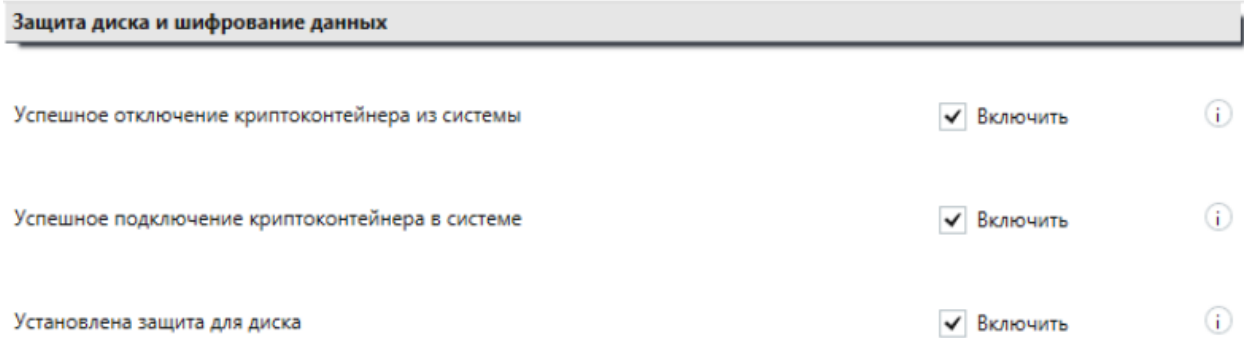 Защита диска и шифрование данных
Успешное отключение криптоконтейнера из системы Включить
Успешное подключение криптоконтейнера в системе Включить
Установлена защита для диска Включить